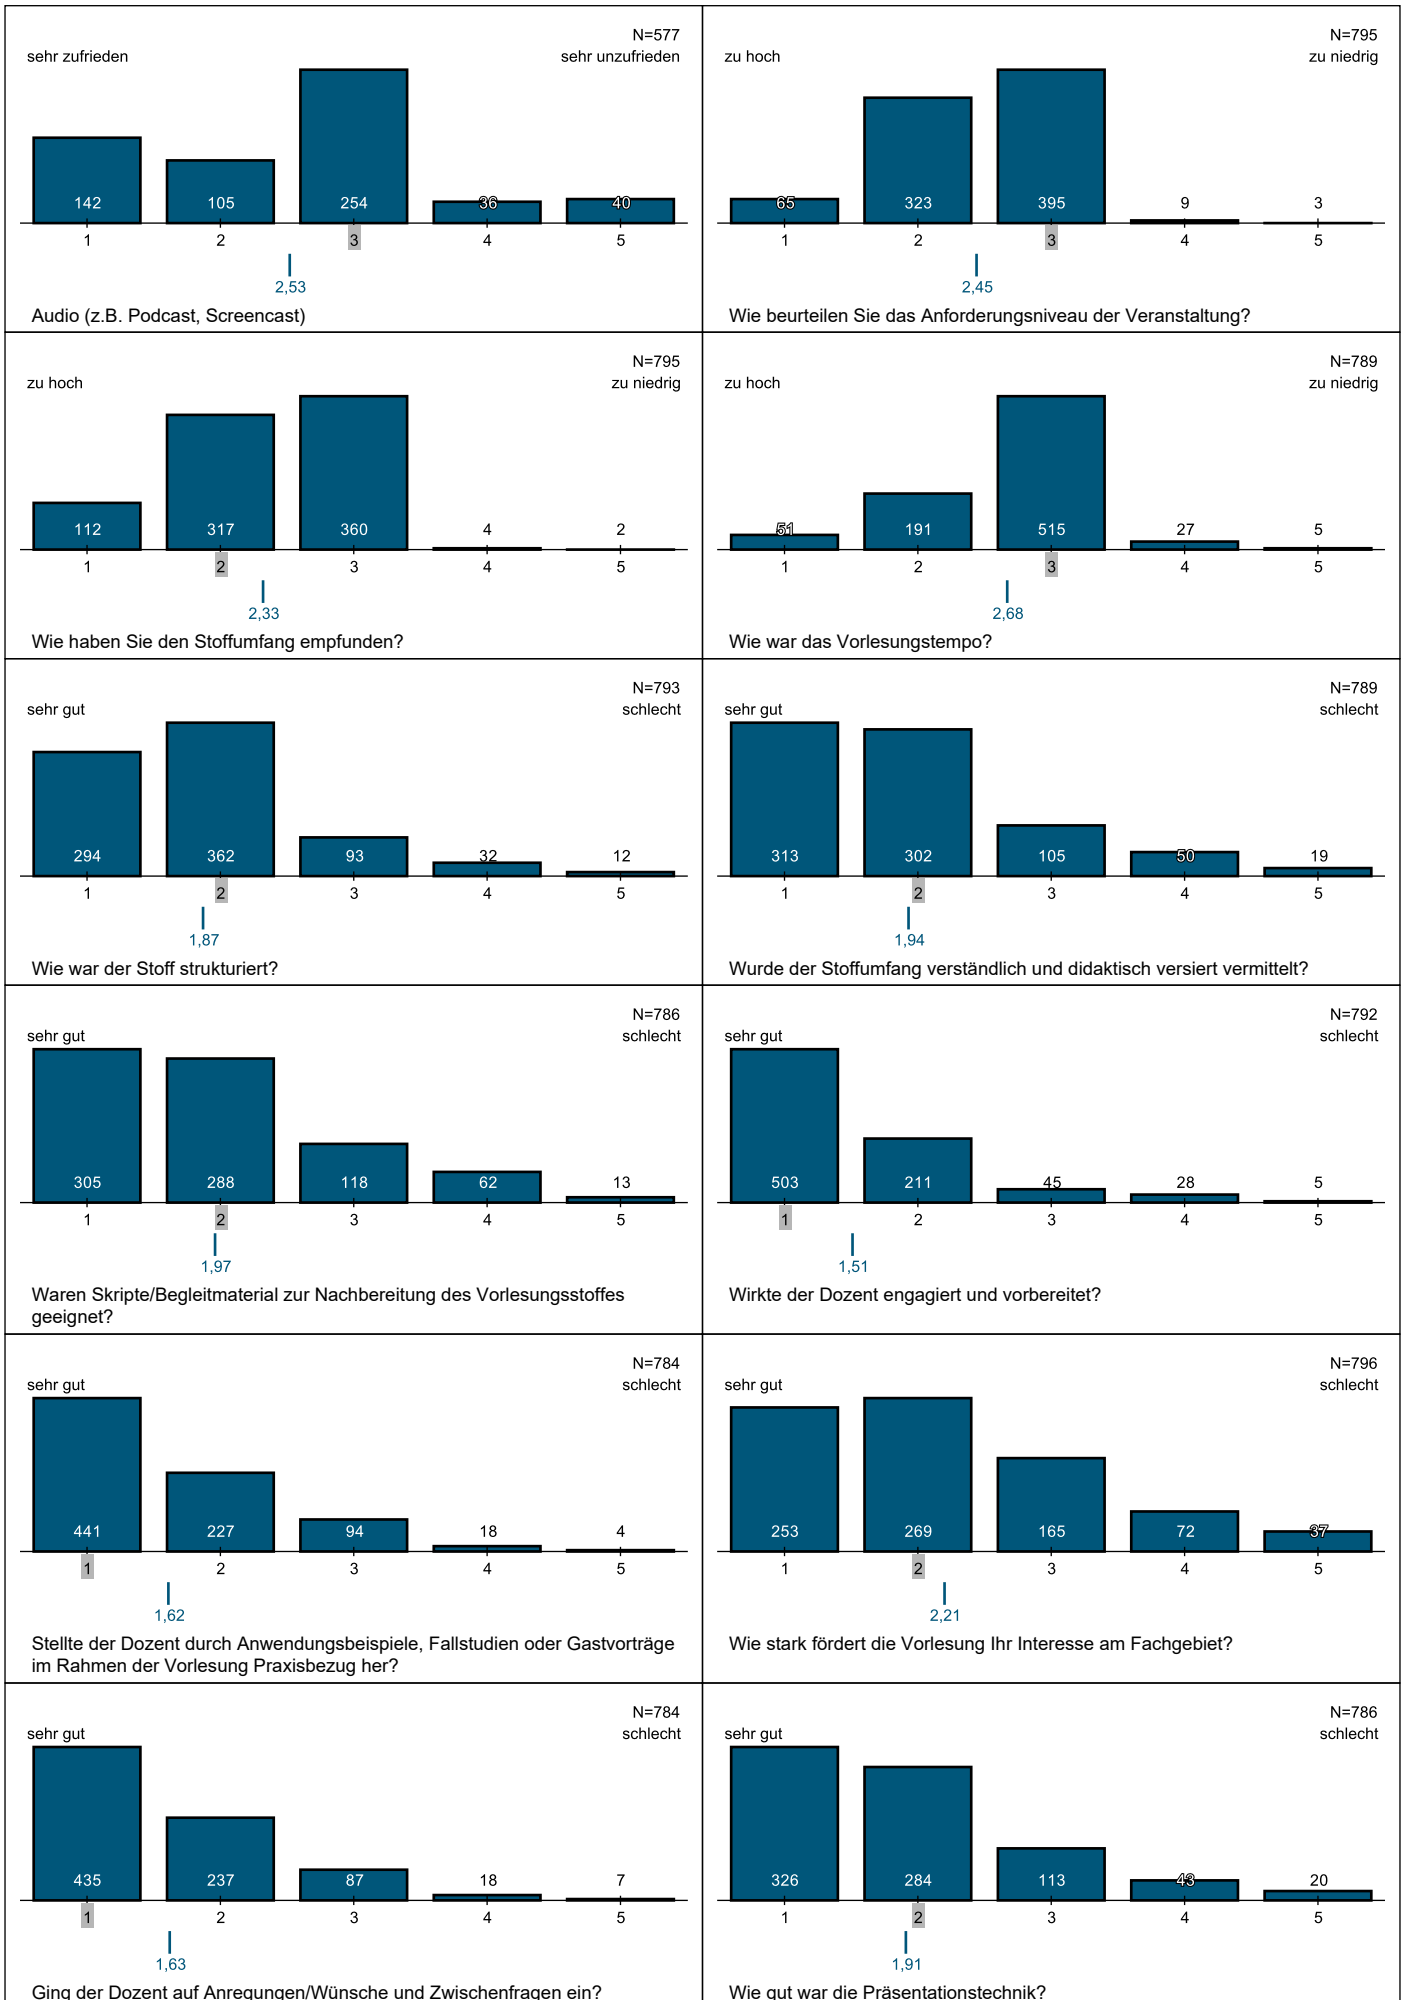 N=577
sehr zufrieden sehr unzufrieden
142 105 254 36 40
1 2 3 4 5
2,53
Audio (z.B. Podcast, Screencast)
N=795
zu hoch zu niedrig
65 323 395 9 3
1 2 3 4 5
2,45
Wie beurteilen Sie das Anforderungsniveau der Veranstaltung?
N=795
zu hoch zu niedrig
112 317 360 4 2
1 2 3 4 5
2,33
Wie haben Sie den Stoffumfang empfunden?
N=789
zu hoch zu niedrig
51 191 515 27 5
1 2 3 4 5
2,68
Wie war das Vorlesungstempo?
N=793
sehr gut schlecht
294 362 93 32 12
1 2 3 4 5
1,87
Wie war der Stoff strukturiert?
N=789
sehr gut schlecht
313 302 105 50 19
1 2 3 4 5
1,94
Wurde der Stoffumfang verständlich und didaktisch versiert vermittelt?
N=786
sehr gut schlecht
305 288 118 62 13
1 2 3 4 5
1,97
Waren Skripte/Begleitmaterial zur Nachbereitung des Vorlesungsstoffes
geeignet?
N=792
sehr gut schlecht
503 211 45 28 5
1 2 3 4 5
1,51
Wirkte der Dozent engagiert und vorbereitet?
N=784
sehr gut schlecht
441 227 94 18 4
1 2 3 4 5
1,62
Stellte der Dozent durch Anwendungsbeispiele, Fallstudien oder Gastvorträge
im Rahmen der Vorlesung Praxisbezug her?
N=796
sehr gut schlecht
253 269 165 72 37
1 2 3 4 5
2,21
Wie stark fördert die Vorlesung Ihr Interesse am Fachgebiet?
N=784
sehr gut schlecht
435 237 87 18 7
1 2 3 4 5
1,63
Ging der Dozent auf Anregungen/Wünsche und Zwischenfragen ein?
N=786
sehr gut schlecht
326 284 113 43 20
1 2 3 4 5
1,91
Wie gut war die Präsentationstechnik?